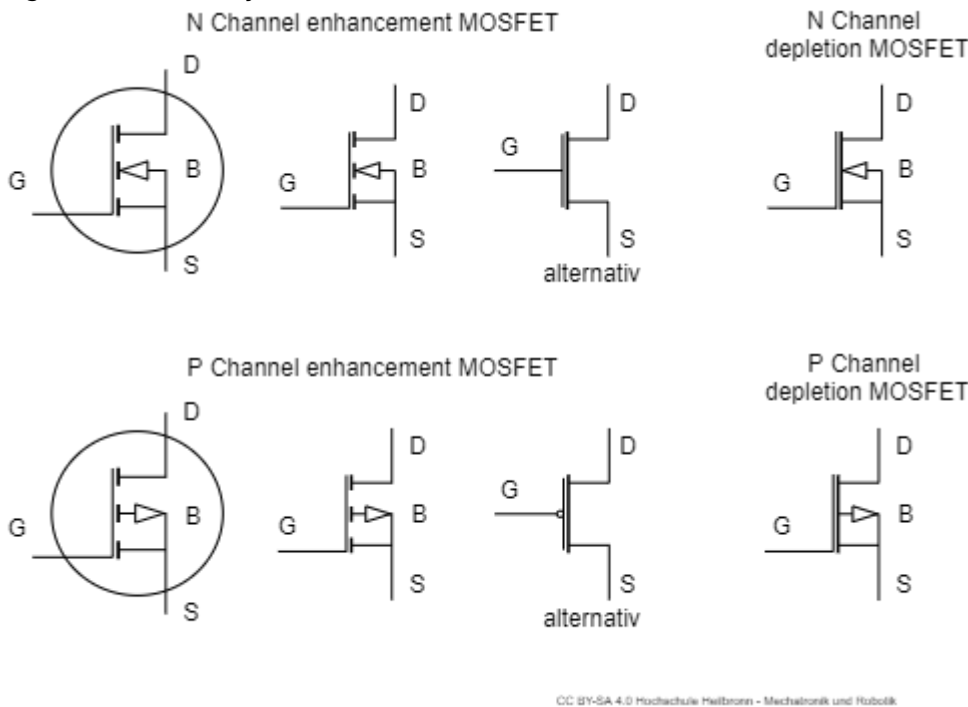 N Channel enhancement MOSFET
N Channel
depletion MOSFET
D
G
B
S
D
G
B
S
D
G
S
alternativ
D
G
B
S
P Channel enhancement MOSFET
P Channel
depletion MOSFET
D
G
B
S
D
G
B
S
D
G
S
alternativ
D
G
B
S
CC BY-SA 4.0 Hochschule Heilbronn - Mechatronik und Robotik